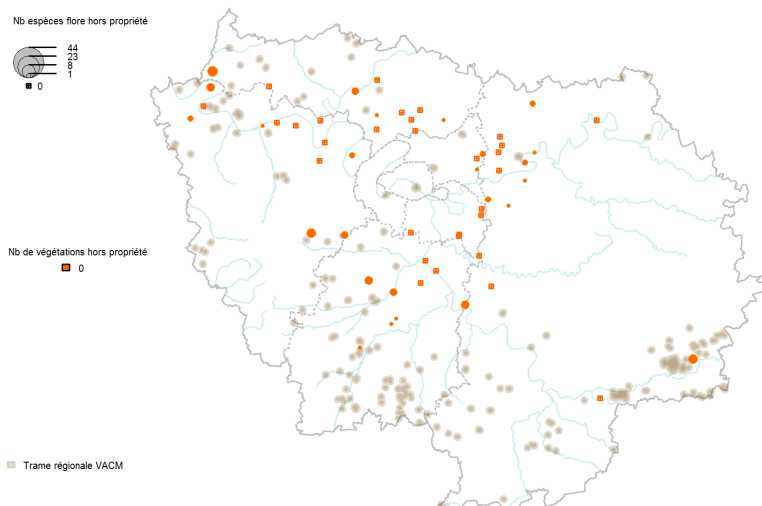 Nb espèces flore hors propriété
44
23
8
1
0
Nb de végétations hors propriété
0
Trame régionale VACM